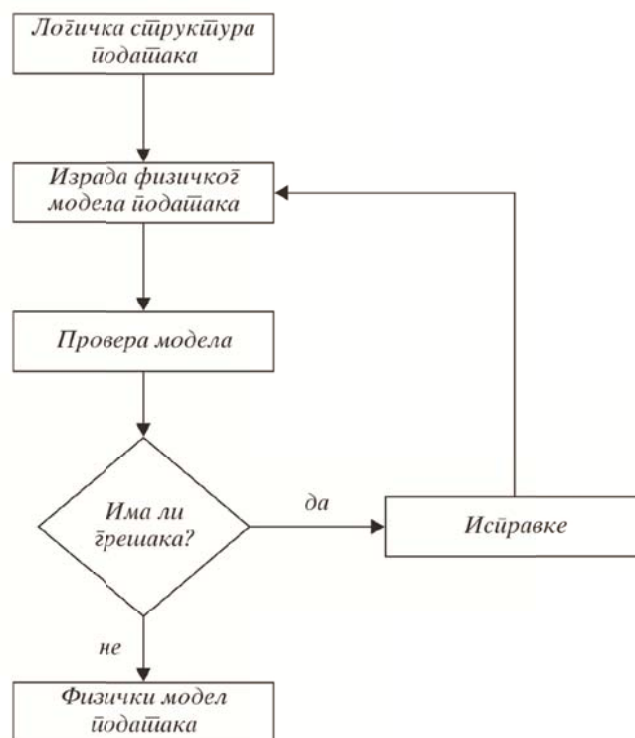 Логичка структура
података
Израда физичког
модела података
Провера модела
Има ли
грешака?
да
Исправке
не
Физички модел
података